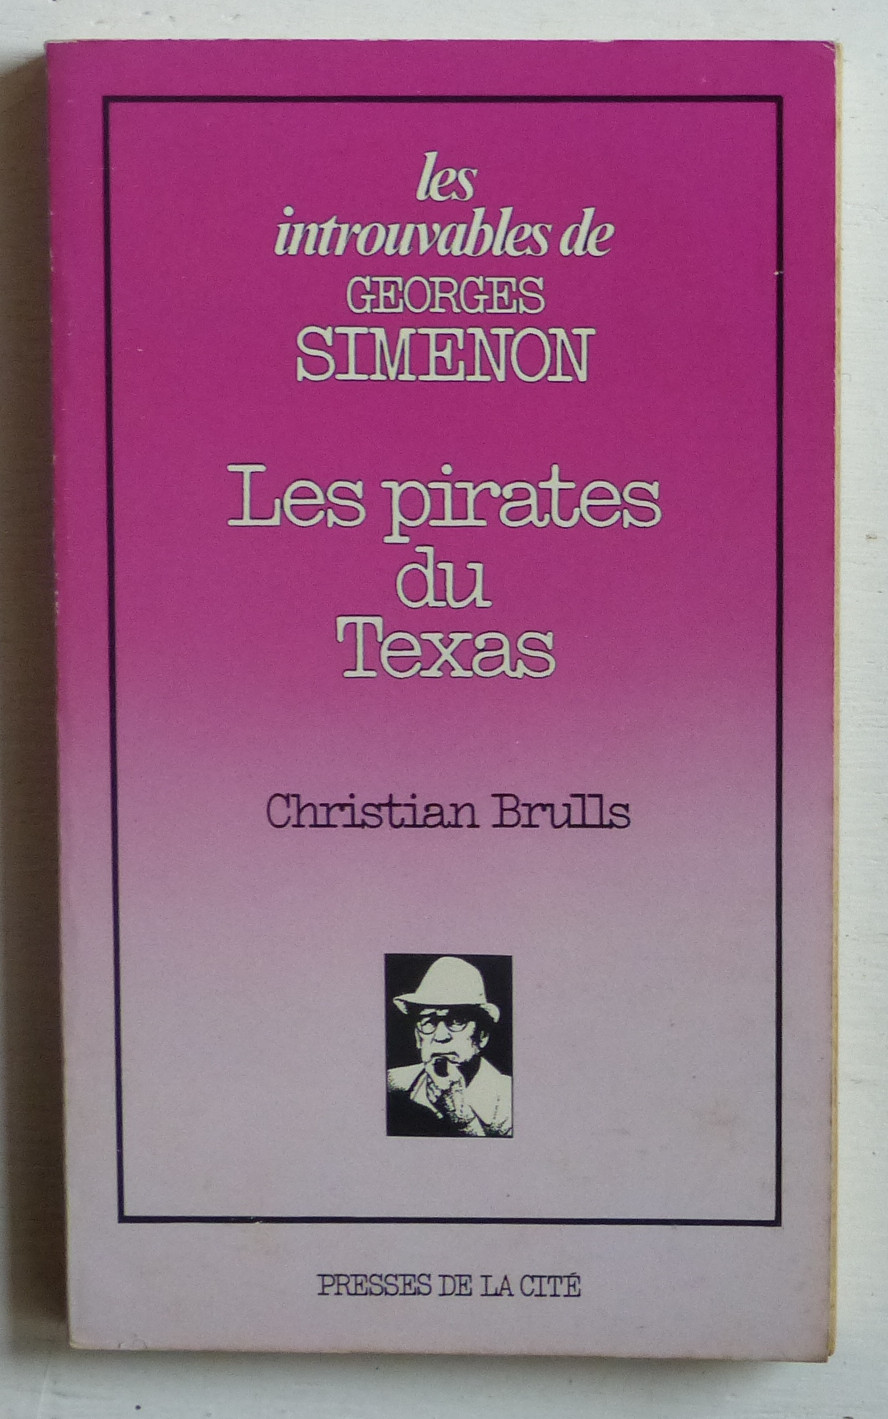 les
introuvables de
GEORGES
SIMENON
Les pirates
du
Texas
Christian Brulls
PRESSES DE LA CITÉ